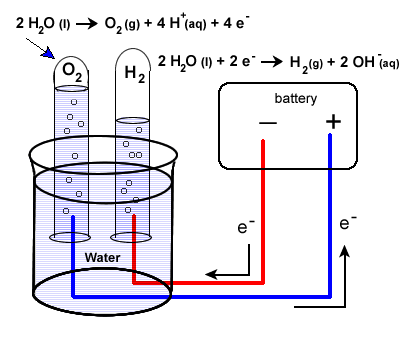 2 H₂O (l) → O₂ (g) + 4 H⁺(aq) + 4 e⁻
2 H₂O (l) + 2 e⁻ → H₂(g) + 2 OH⁻(aq)
O₂
H₂
battery
— +
e⁻
e⁻
Water